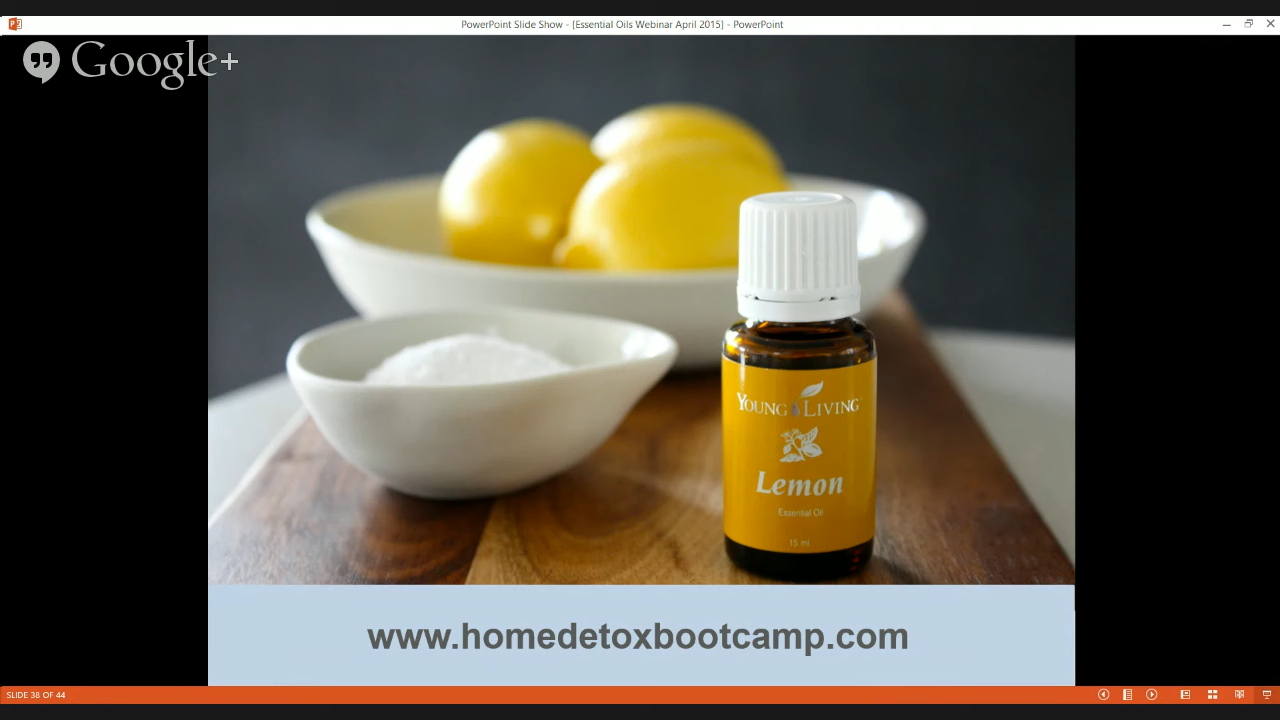 PowerPoint Slide Show - [Essential Oils Webinar April 2015] - PowerPoint
Google+
YOUNG LIVING
Lemon
Essential Oil
15 ml
www.homedetoxbootcamp.com
SLIDE 38 OF 44